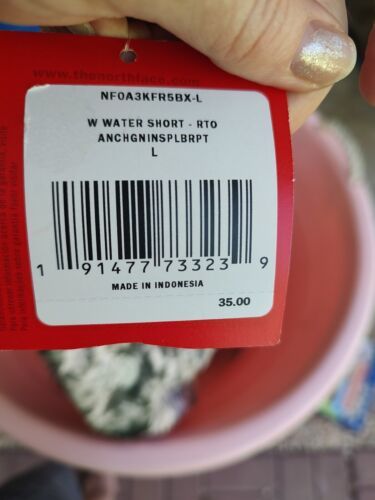 www.thenorthface.com
NF0A3KFR5BX-L
W WATER SHORT - RTO
ANCHGNINSPLBRPT
L
1 91477 73323 9
MADE IN INDONESIA
35.00